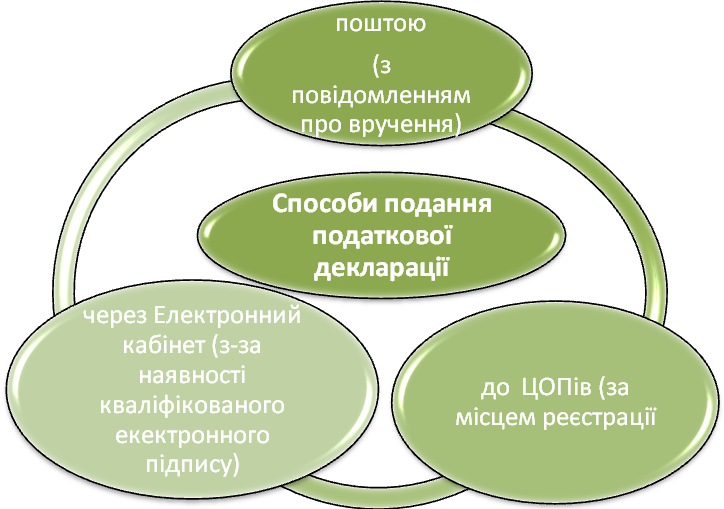 поштою
(з
повідомленням
про вручення)
Способи подання
податкової
декларації
через Електронний
кабінет (з-за
наявності
кваліфікованого
екектронного
підпису)
до ЦОПів (за
місцем реєстрації